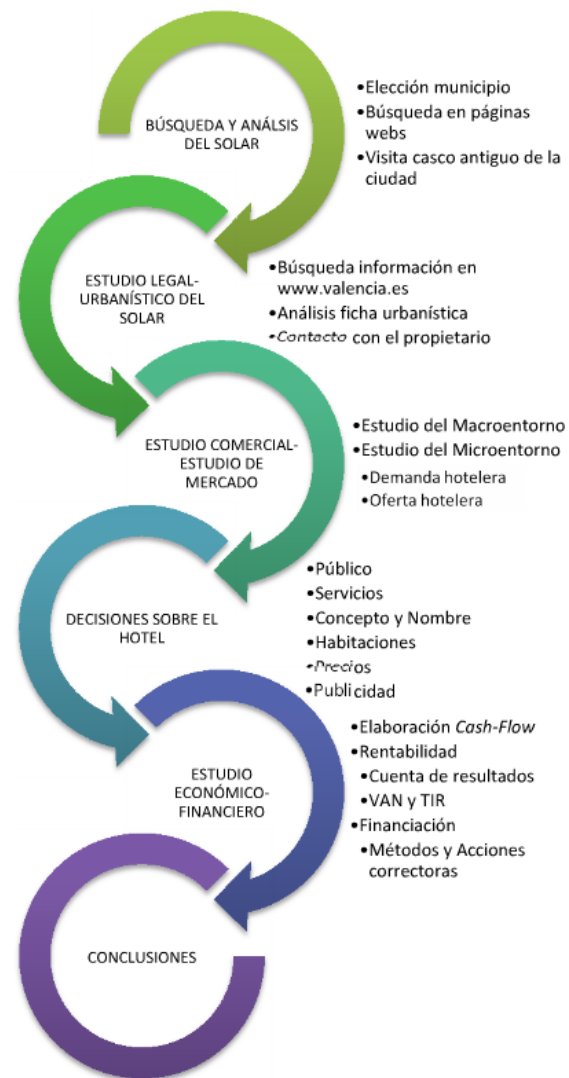 BÚSQUEDA Y ANÁLSIS
DEL SOLAR
•Elección municipio
•Búsqueda en páginas
webs
•Visita casco antiguo de la
ciudad
ESTUDIO LEGAL-
URBANÍSTICO DEL
SOLAR
•Búsqueda información en
www.valencia.es
•Análisis ficha urbanística
•Contacto con el propietario
ESTUDIO COMERCIAL-
ESTUDIO DE
MERCADO
•Estudio del Macroentorno
•Estudio del Microentorno
•Demanda hotelera
•Oferta hotelera
DECISIONES SOBRE EL
HOTEL
•Público
•Servicios
•Concepto y Nombre
•Habitaciones
•Precios
•Publicidad
ESTUDIO
ECONÓMICO-
FINANCIERO
•Elaboración Cash-Flow
•Rentabilidad
•Cuenta de resultados
•VAN y TIR
•Financiación
•Métodos y Acciones
correctoras
CONCLUSIONES